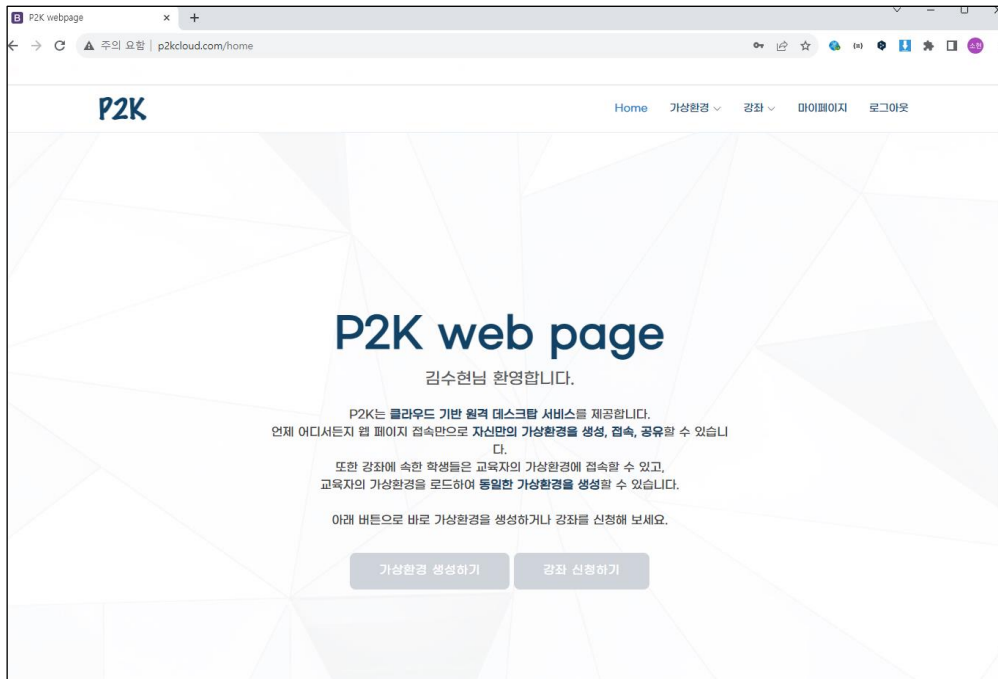 P2K webpage
주의 요함 | p2kcloud.com/home
P2K
Home 가상환경 강좌 마이페이지 로그아웃
P2K web page
김수현님 환영합니다.
P2K는 클라우드 기반 원격 데스크탑 서비스를 제공합니다.
언제 어디서든지 웹 페이지 접속만으로 자신만의 가상환경을 생성, 접속, 공유할 수 있습니
다.
또한 강좌에 속한 학생들은 교육자의 가상환경에 접속할 수 있고,
교육자의 가상환경을 로드하여 동일한 가상환경을 생성할 수 있습니다.
아래 버튼으로 바로 가상환경을 생성하거나 강좌를 신청해 보세요.
가상환경 생성하기 강좌 신청하기